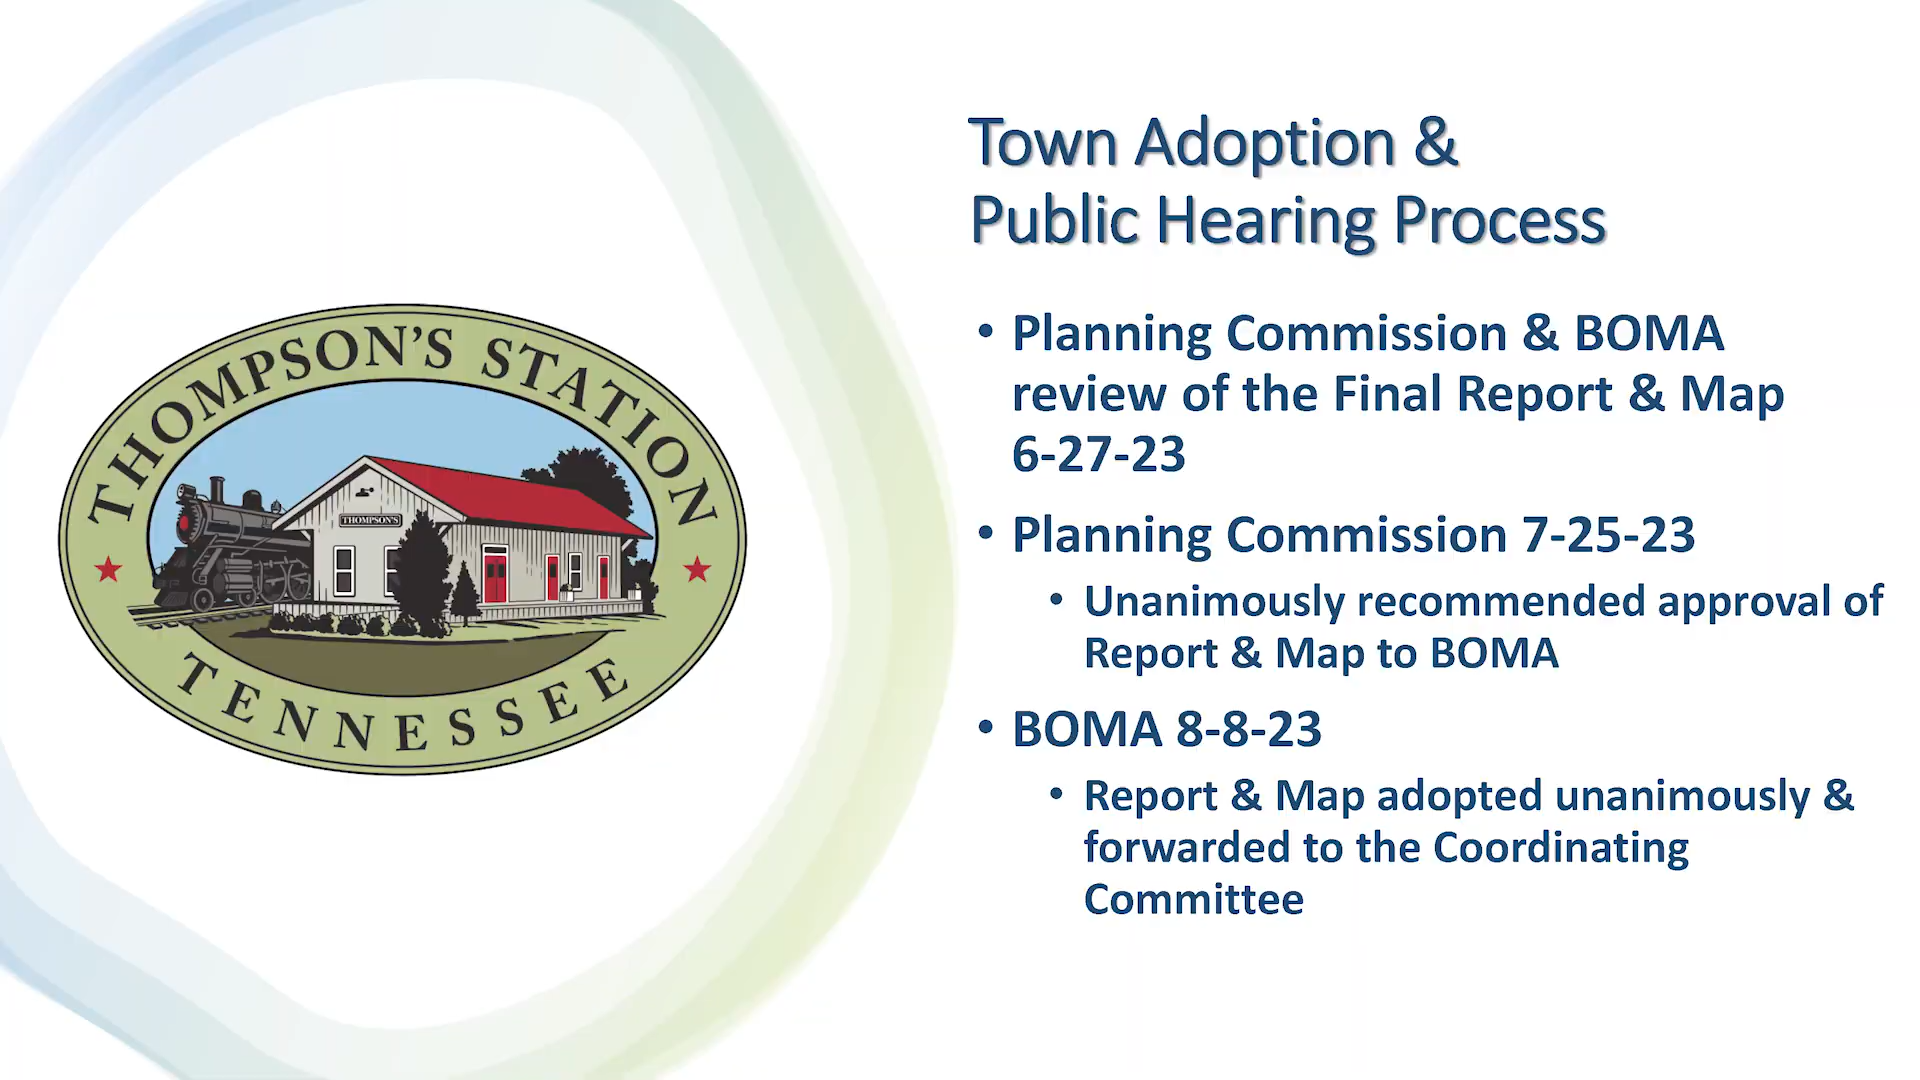 THOMPSON'S STATION
THOMPSON'S
TENNESSEE
Town Adoption &
Public Hearing Process
• Planning Commission & BOMA
review of the Final Report & Map
6-27-23
• Planning Commission 7-25-23
• Unanimously recommended approval of
Report & Map to BOMA
• BOMA 8-8-23
• Report & Map adopted unanimously &
forwarded to the Coordinating
Committee